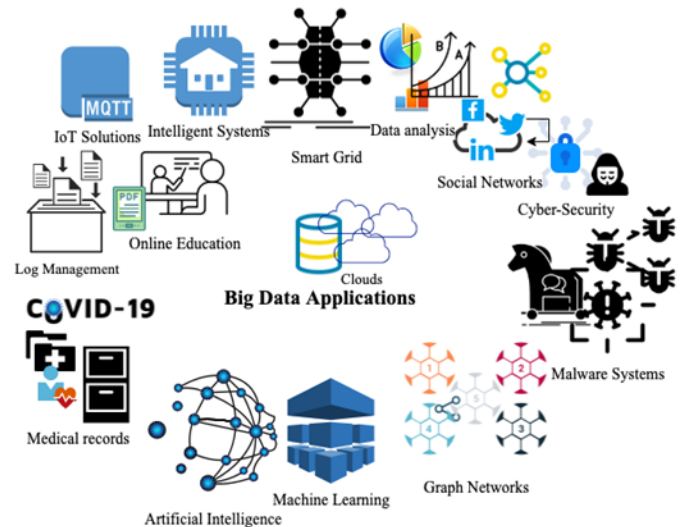 MQTT
IoT Solutions
Intelligent Systems
Smart Grid
B
A
Data analysis
f
in
Social Networks
Cyber-Security
Log Management
PDF
Online Education
Clouds
Big Data Applications
COVID-19
Medical records
Artificial Intelligence
Machine Learning
1
2
3
4
5
Graph Networks
Malware Systems